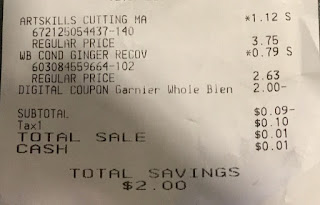 ARTSKILLS CUTTING MA *1.12 S
672125054437-140
REGULAR PRICE 3.75
WB COND GINGER RECOV *0.79 S
603084559664-102
REGULAR PRICE 2.63
DIGITAL COUPON Garnier Whole Blen 2.00-
SUBTOTAL $0.09-
Tax1 $0.10
TOTAL SALE $0.01
CASH $0.01
TOTAL SAVINGS
$2.00